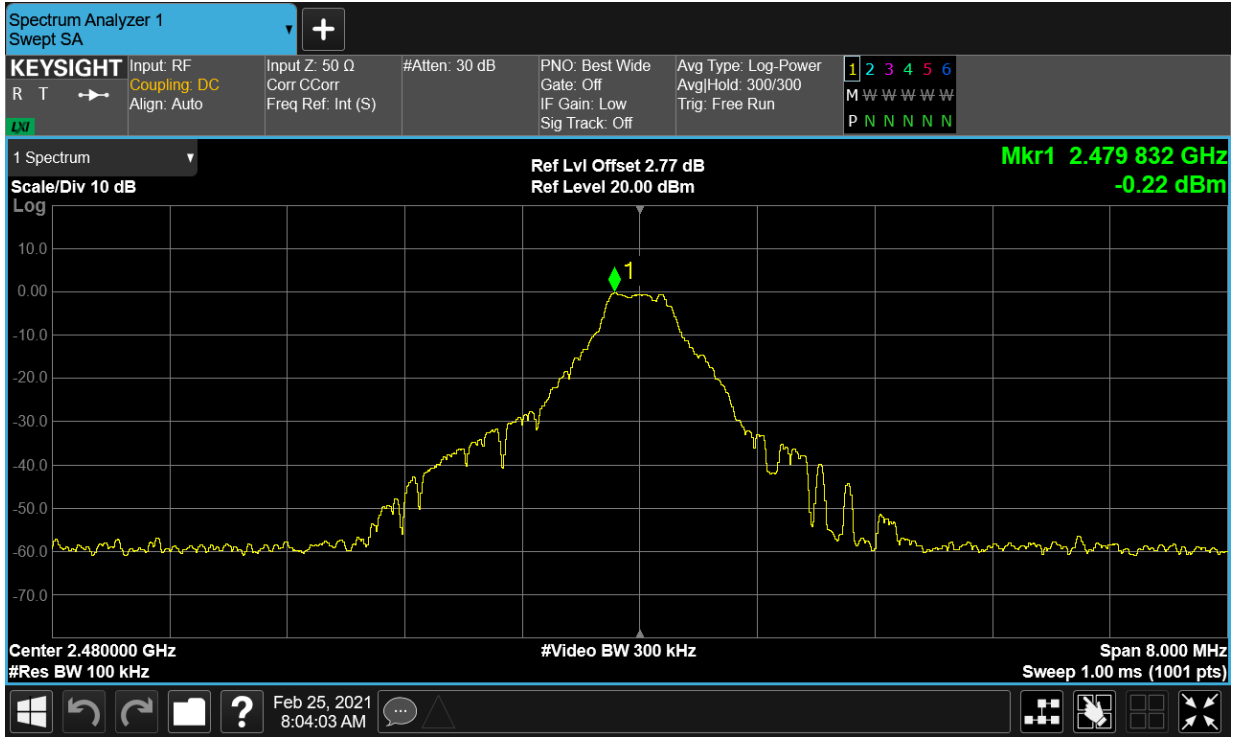 Spectrum Analyzer 1
Swept SA
KEYSIGHT
R T
LXI
Input: RF
Coupling: DC
Align: Auto
Input Z: 50 Ω
Corr CCorr
Freq Ref: Int (S)
#Atten: 30 dB
PNO: Best Wide
Gate: Off
IF Gain: Low
Sig Track: Off
Avg Type: Log-Power
Avg|Hold: 300/300
Trig: Free Run
1 2 3 4 5 6
M W W W W W
P N N N N N
1 Spectrum
Scale/Div 10 dB
Log
Ref Lvl Offset 2.77 dB
Ref Level 20.00 dBm
Mkr1 2.479 832 GHz
-0.22 dBm
10.0
0.00
-10.0
-20.0
-30.0
-40.0
-50.0
-60.0
-70.0
1
Center 2.480000 GHz
#Res BW 100 kHz
#Video BW 300 kHz
Span 8.000 MHz
Sweep 1.00 ms (1001 pts)
?
Feb 25, 2021
8:04:03 AM